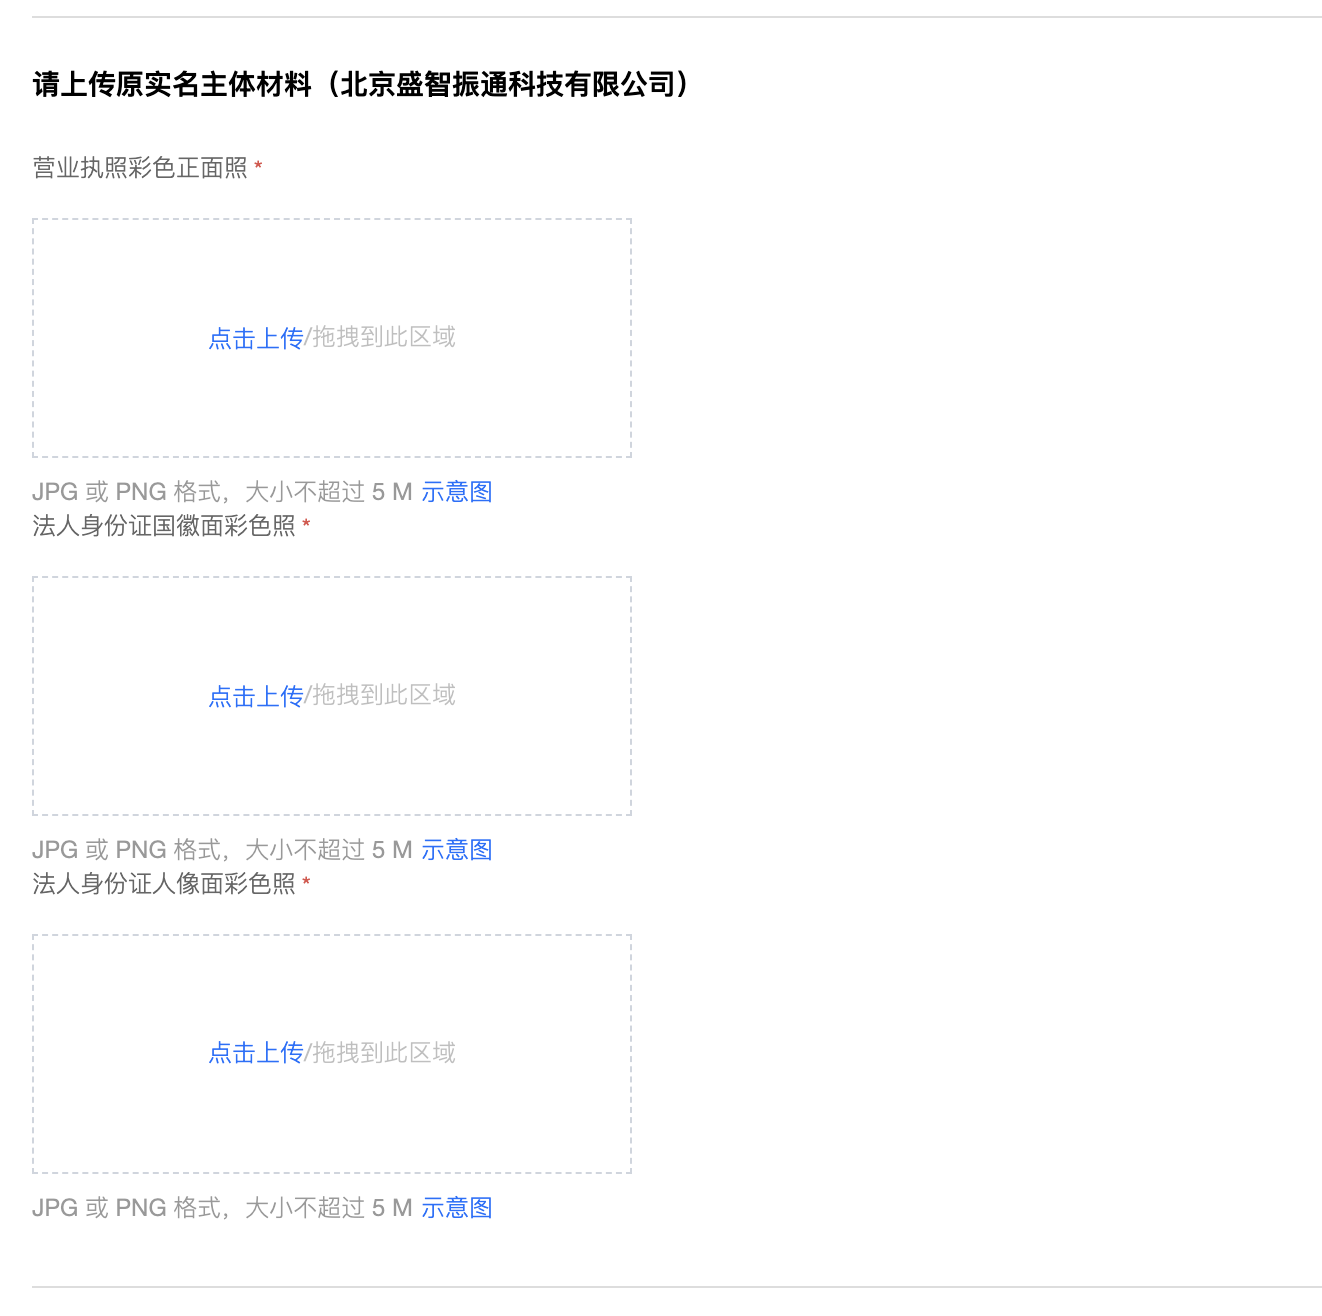 请上传原实名主体材料（北京盛智振通科技有限公司）
营业执照彩色正面照 *
点击上传/拖拽到此区域
JPG 或 PNG 格式，大小不超过 5 M 示意图
法人身份证国徽面彩色照 *
点击上传/拖拽到此区域
JPG 或 PNG 格式，大小不超过 5 M 示意图
法人身份证人像面彩色照 *
点击上传/拖拽到此区域
JPG 或 PNG 格式，大小不超过 5 M 示意图